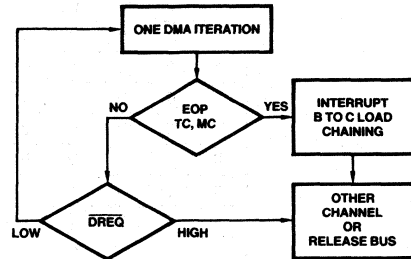 ONE DMA ITERATION
NO
EOP
TC, MC
YES
INTERRUPT
B TO C LOAD
CHAINING
LOW
DREQ
HIGH
OTHER
CHANNEL
OR
RELEASE BUS